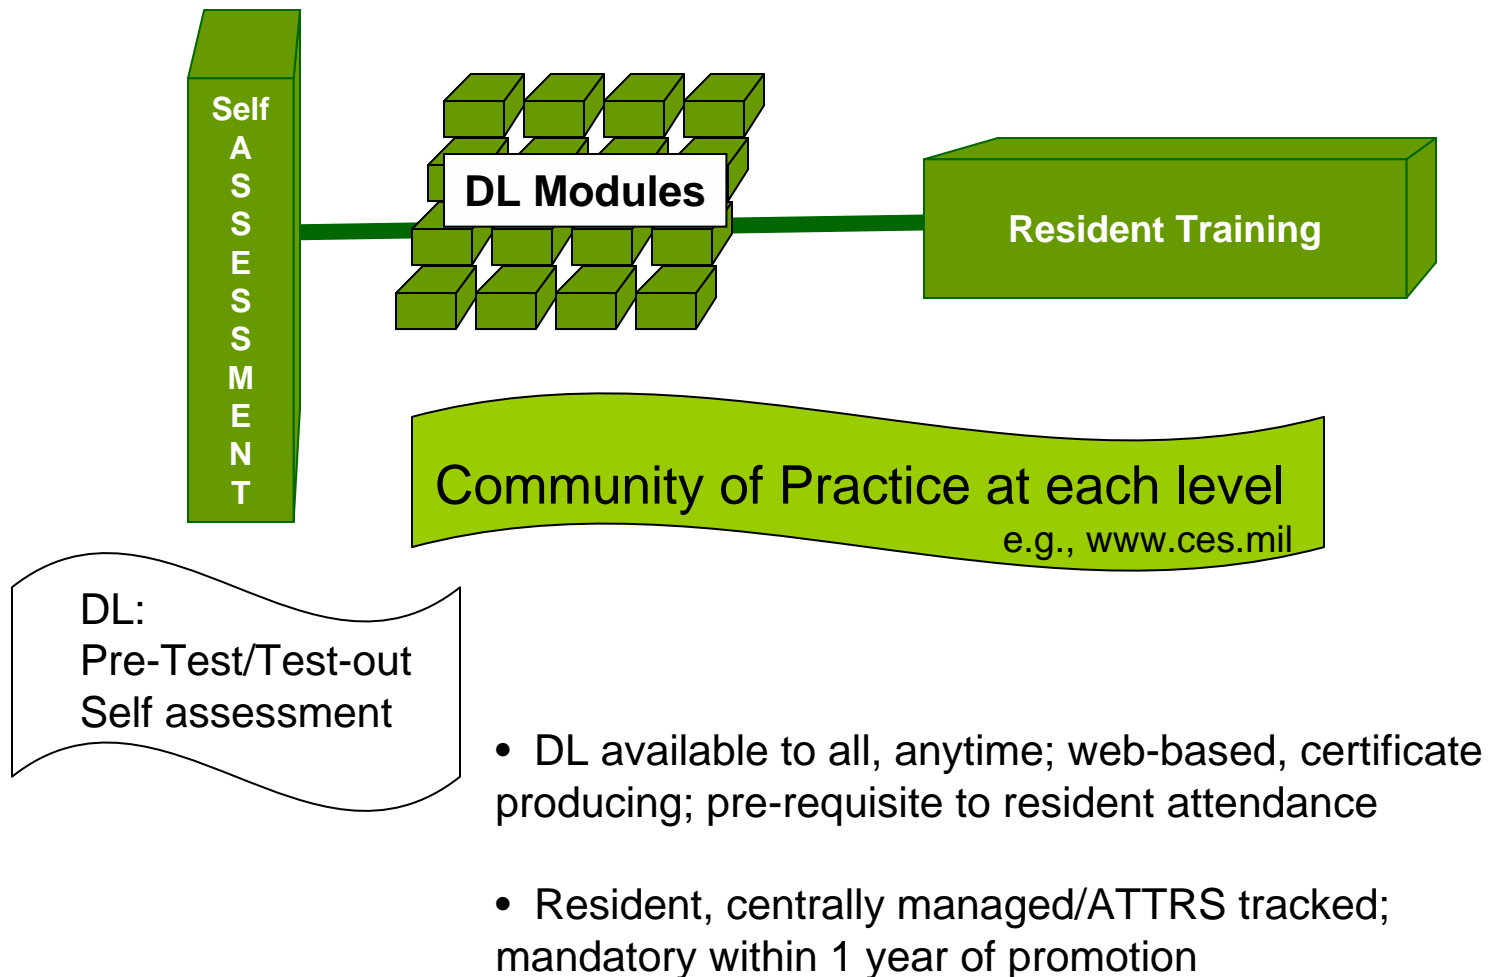 Self
A
S
S
E
S
S
M
E
N
T
DL Modules
Resident Training
Community of Practice at each level
e.g., www.ces.mil
DL:
Pre-Test/Test-out
Self assessment
• DL available to all, anytime; web-based, certificate
producing; pre-requisite to resident attendance
• Resident, centrally managed/ATTRS tracked;
mandatory within 1 year of promotion